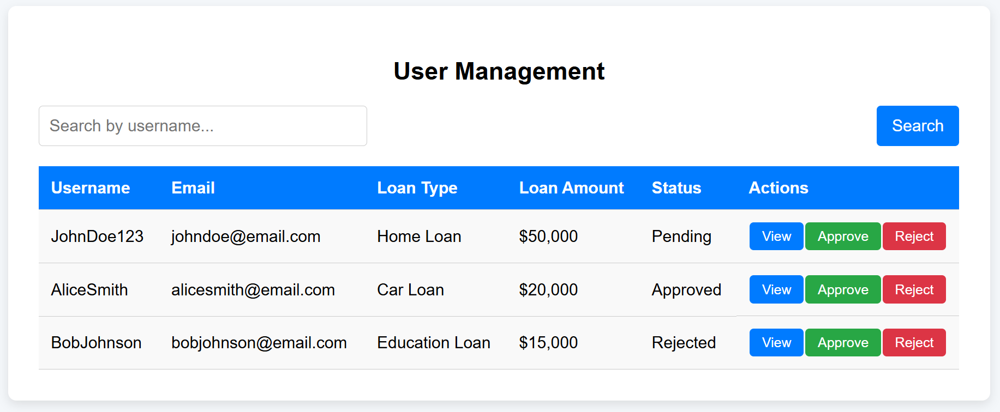 User Management
Search by username...
Search
Username Email Loan Type Loan Amount Status Actions
JohnDoe123 johndoe@email.com Home Loan $50,000 Pending View Approve Reject
AliceSmith alicesmith@email.com Car Loan $20,000 Approved View Approve Reject
BobJohnson bobjohnson@email.com Education Loan $15,000 Rejected View Approve Reject